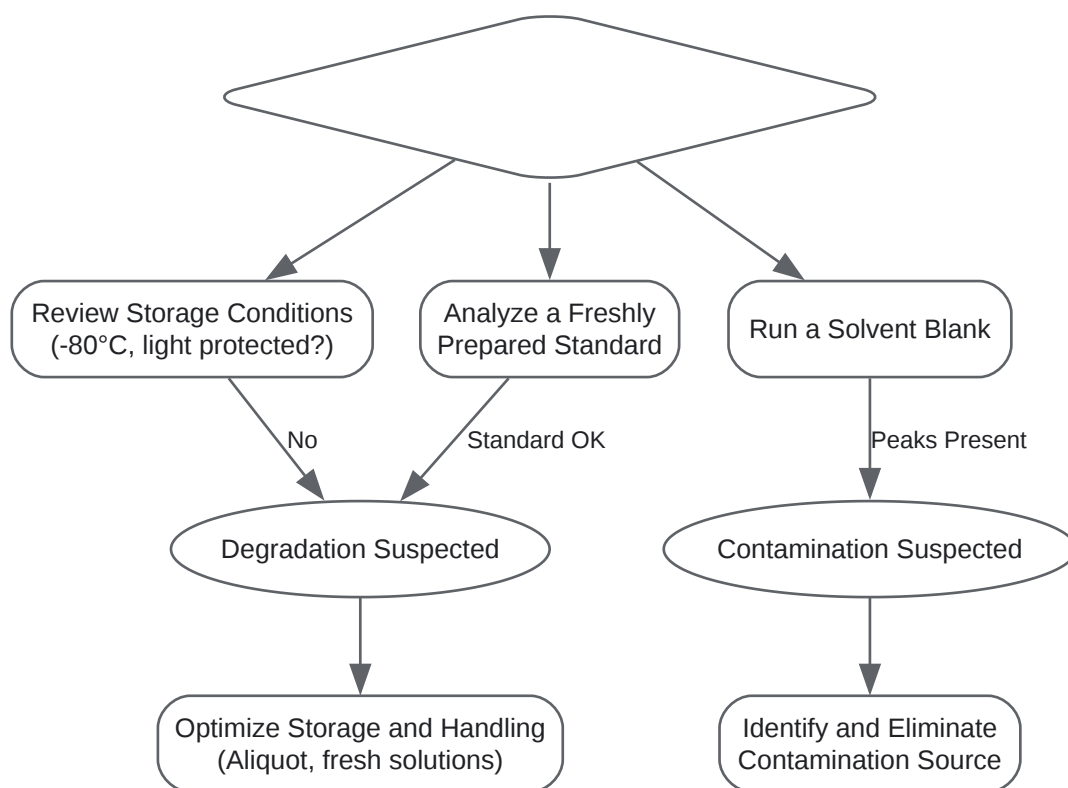 Review Storage Conditions
(-80°C, light protected?)
Analyze a Freshly
Prepared Standard
Run a Solvent Blank
No
Standard OK
Peaks Present
Degradation Suspected
Contamination Suspected
Optimize Storage and Handling
(Aliquot, fresh solutions)
Identify and Eliminate
Contamination Source